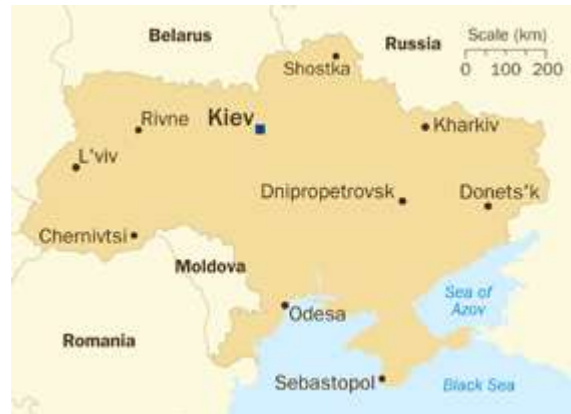 Belarus
Russia
Scale (km)
0 100 200
Shostka
Rivne
Kiev
Kharkiv
L'viv
Dnipropetrovsk
Donets'k
Chernivtsi
Moldova
Sea of
Azov
Odesa
Romania
Sebastopol
Black Sea